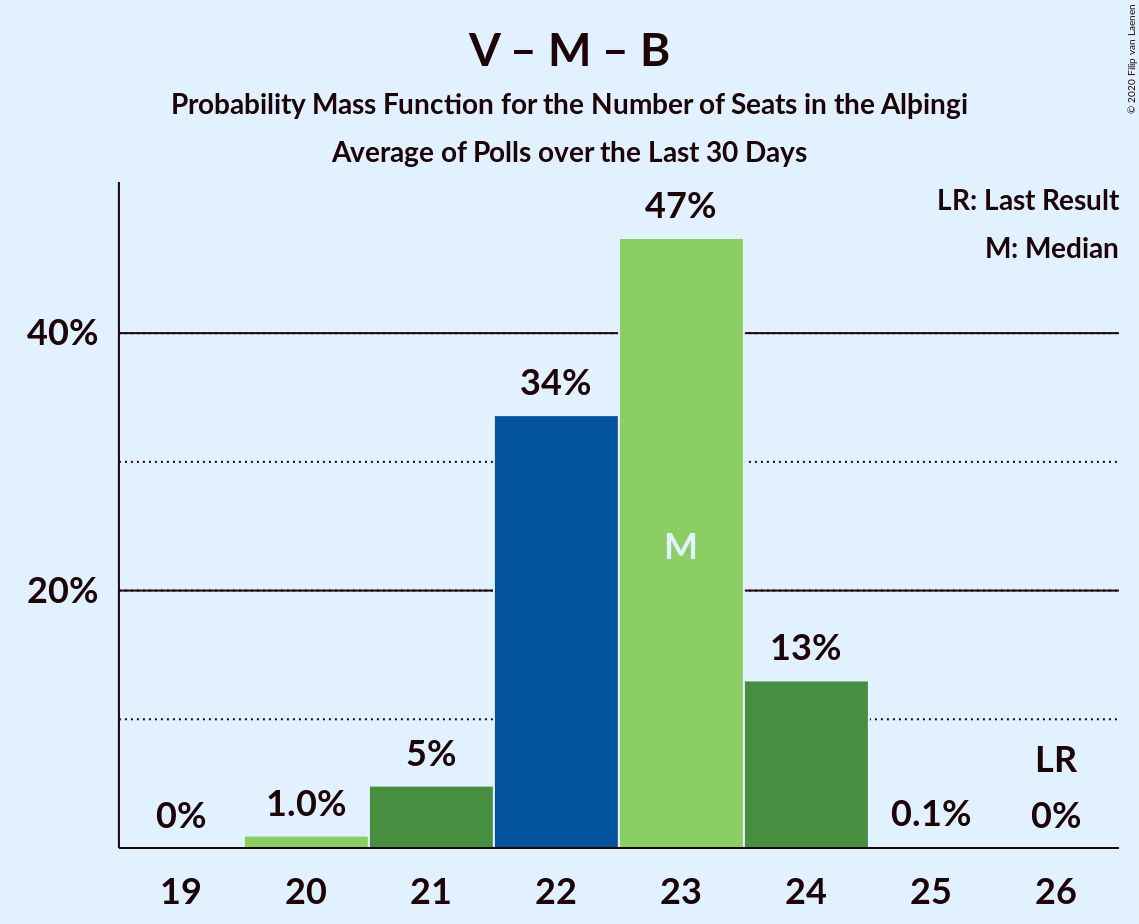 V – M – B
Probability Mass Function for the Number of Seats in the Alþingi
Average of Polls over the Last 30 Days
© 2020 Filip van Laenen
LR: Last Result
M: Median
47%
40%
34%
M
20%
13%
5%
LR
0%
1.0%
0.1%
0%
19 20 21 22 23 24 25 26